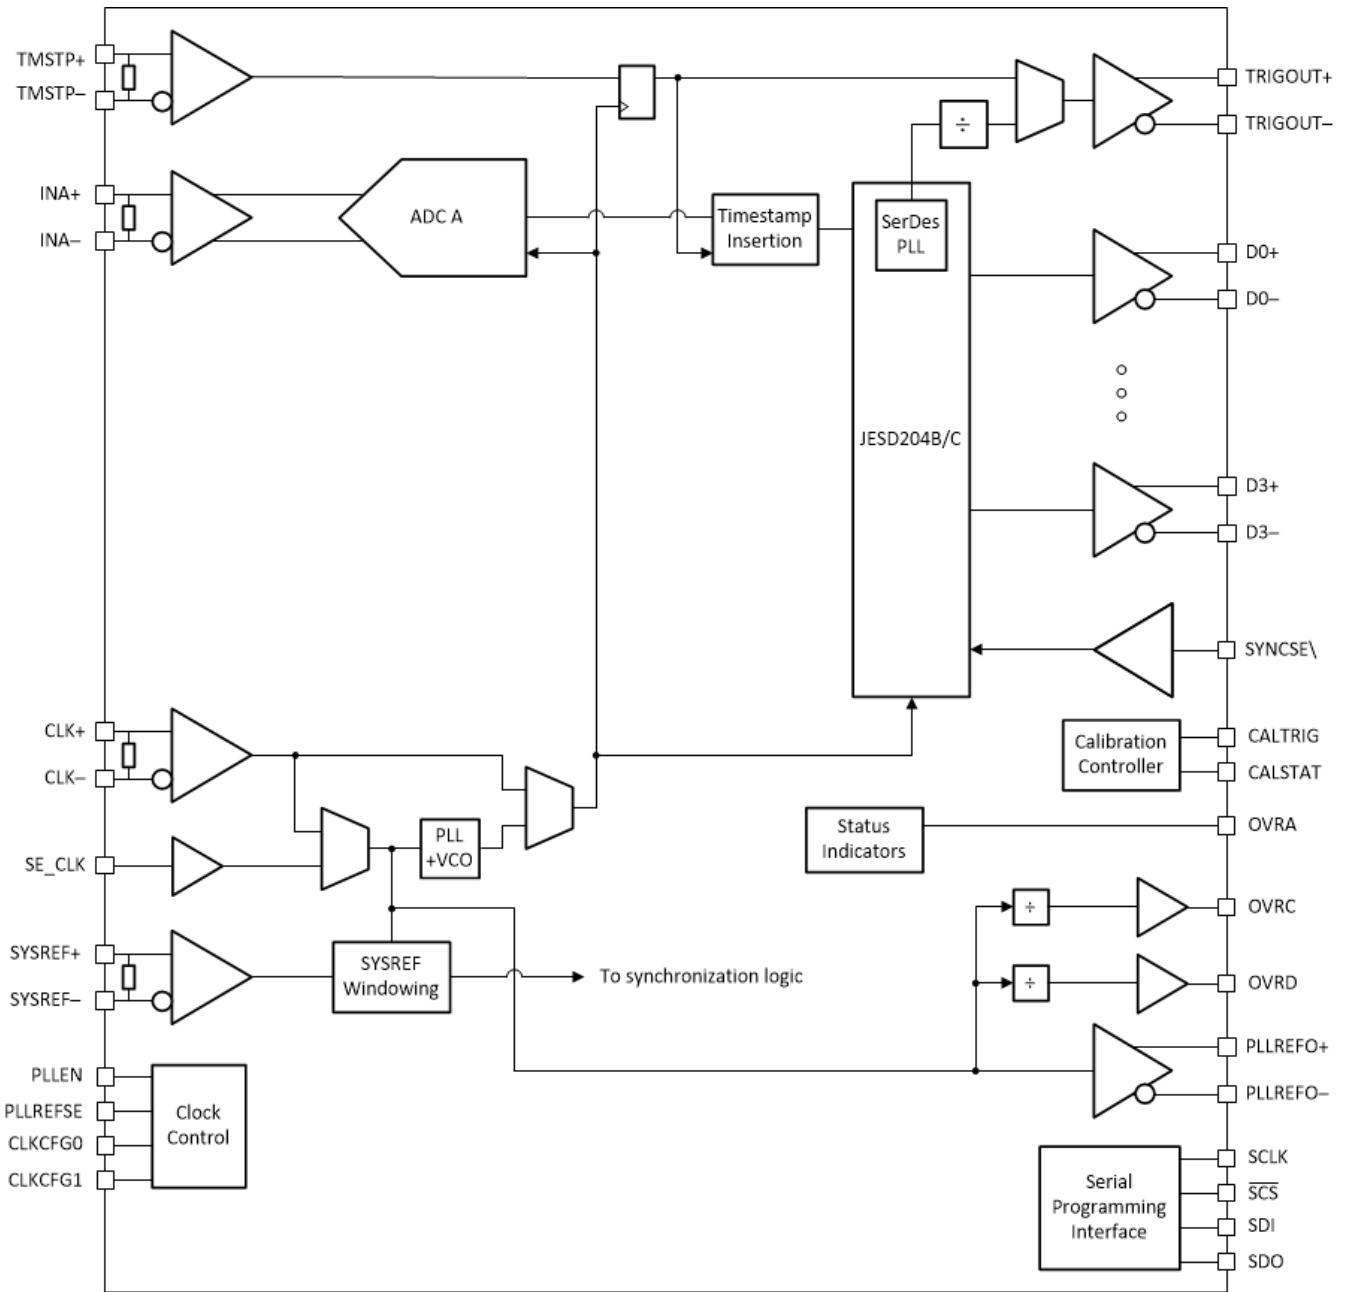 TMSTP+
TMSTP–
INA+
INA–
ADC A
Timestamp
Insertion
÷
SerDes
PLL
JESD204B/C
TRIGOUT+
TRIGOUT–
D0+
D0–
D3+
D3–
SYNCSE\
CLK+
CLK–
SE_CLK
PLL
+VCO
SYSREF+
SYSREF–
SYSREF
Windowing
To synchronization logic
PLLEN
PLLREFSE
CLKCFG0
CLKCFG1
Clock
Control
Calibration
Controller
CALTRIG
CALSTAT
Status
Indicators
OVRA
÷
OVRC
÷
OVRD
PLLREFO+
PLLREFO–
Serial
Programming
Interface
SCLK
SCS
SDI
SDO